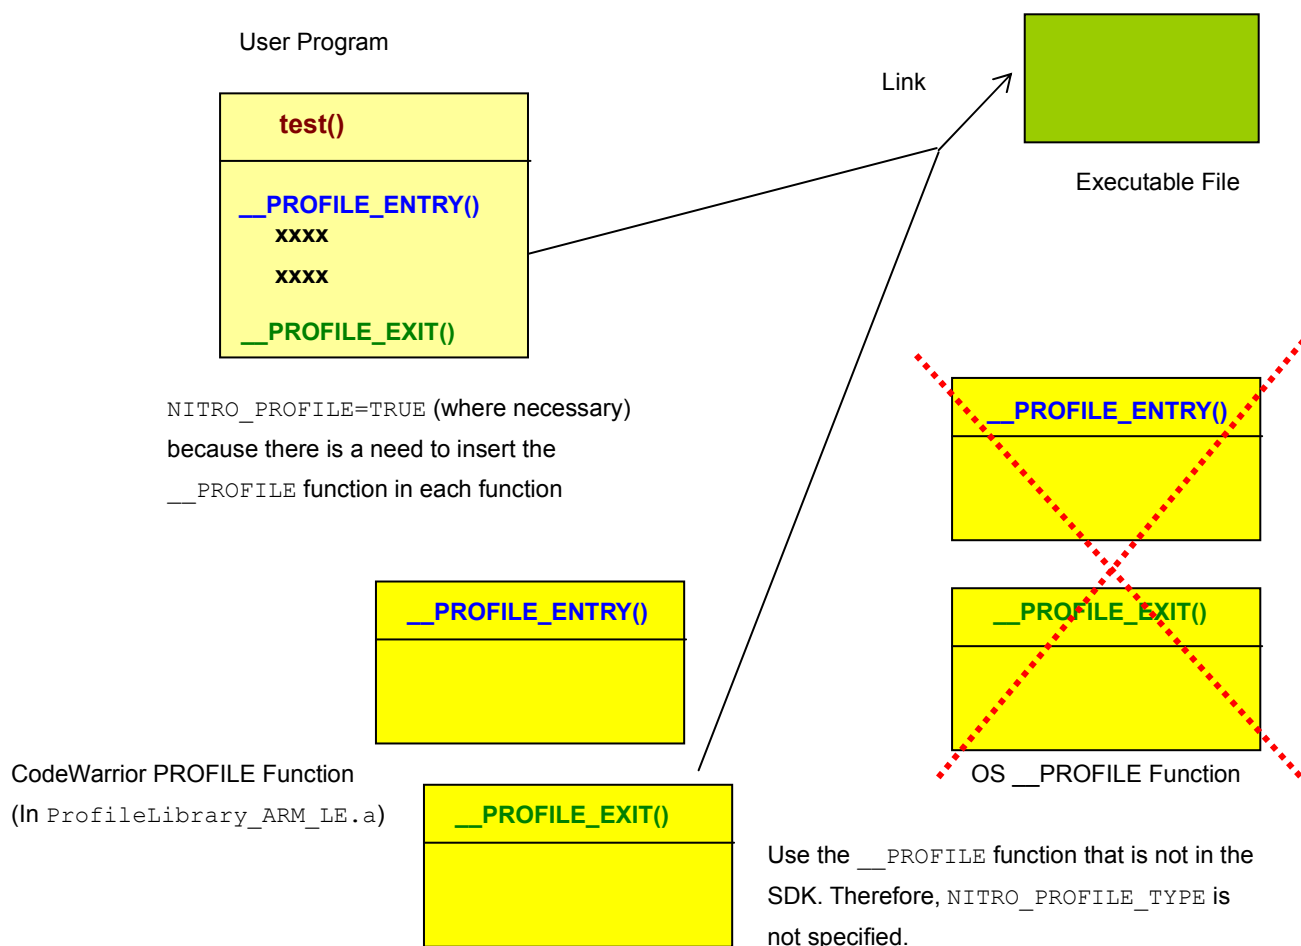 User Program
Link
test()
Executable File
__PROFILE_ENTRY()
xxxx
xxxx
__PROFILE_EXIT()
NITRO_PROFILE=TRUE (where necessary)
because there is a need to insert the
__PROFILE function in each function
__PROFILE_ENTRY()
__PROFILE_EXIT()
OS __PROFILE Function
__PROFILE_ENTRY()
CodeWarrior PROFILE Function
(In ProfileLibrary_ARM_LE.a)
__PROFILE_EXIT()
Use the __PROFILE function that is not in the
SDK. Therefore, NITRO_PROFILE_TYPE is
not specified.